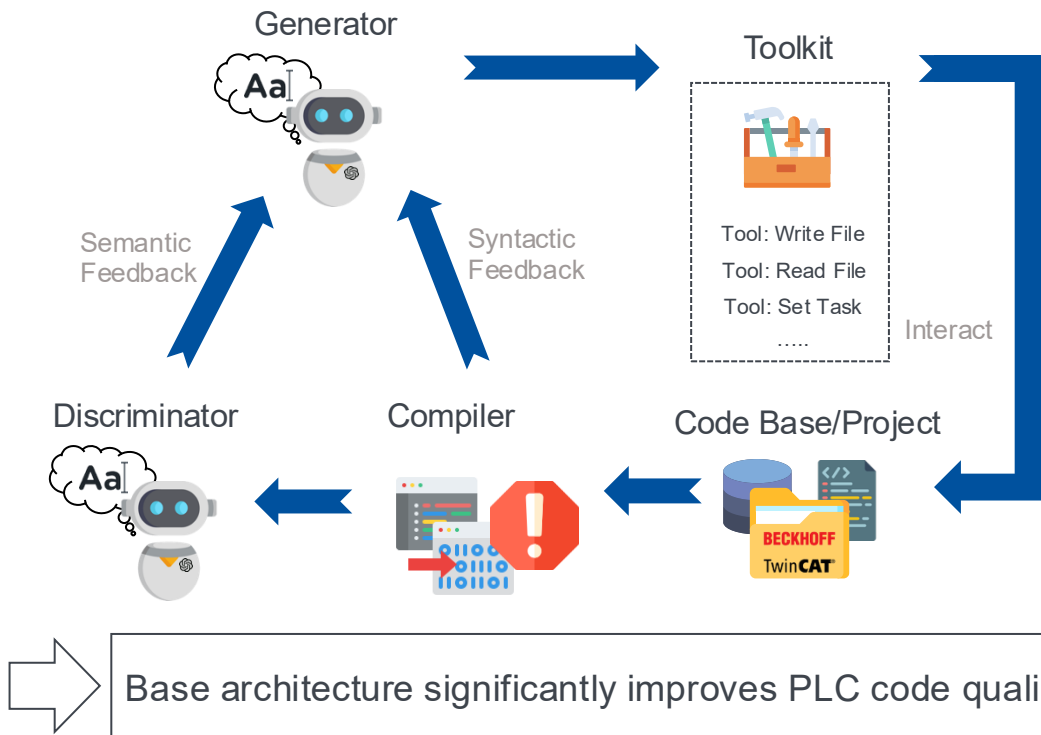 Generator
Toolkit
Aa
Tool: Write File
Tool: Read File
Tool: Set Task
.....
Semantic
Feedback
Syntactic
Feedback
Interact
Discriminator
Compiler
Code Base/Project
Aa
</>
BECKHOFF
TwinCAT
Base architecture significantly improves PLC code quali